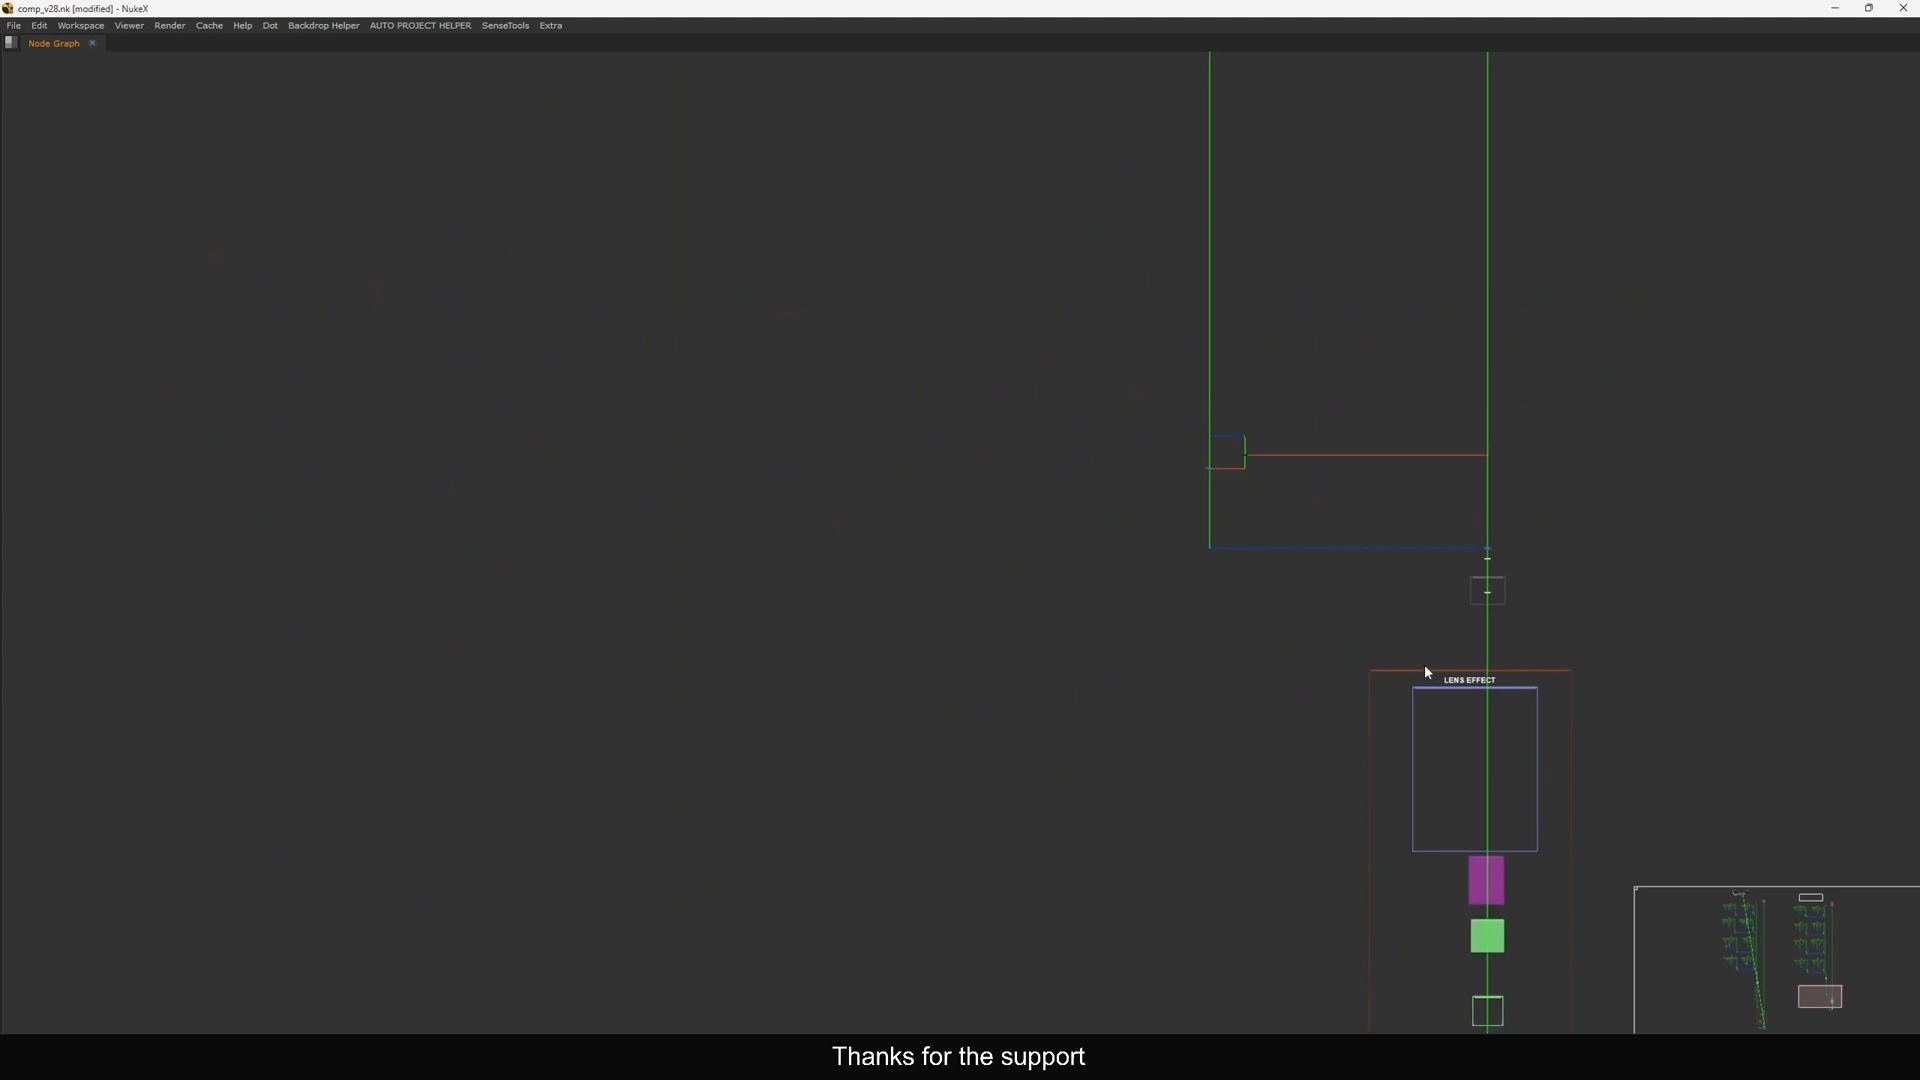 comp_v28.nk [modified] - NukeX
File Edit Workspace Viewer Render Cache Help Dot Backdrop Helper AUTO PROJECT HELPER SenseTools Extra
Node Graph
LENS EFFECT
Thanks for the support